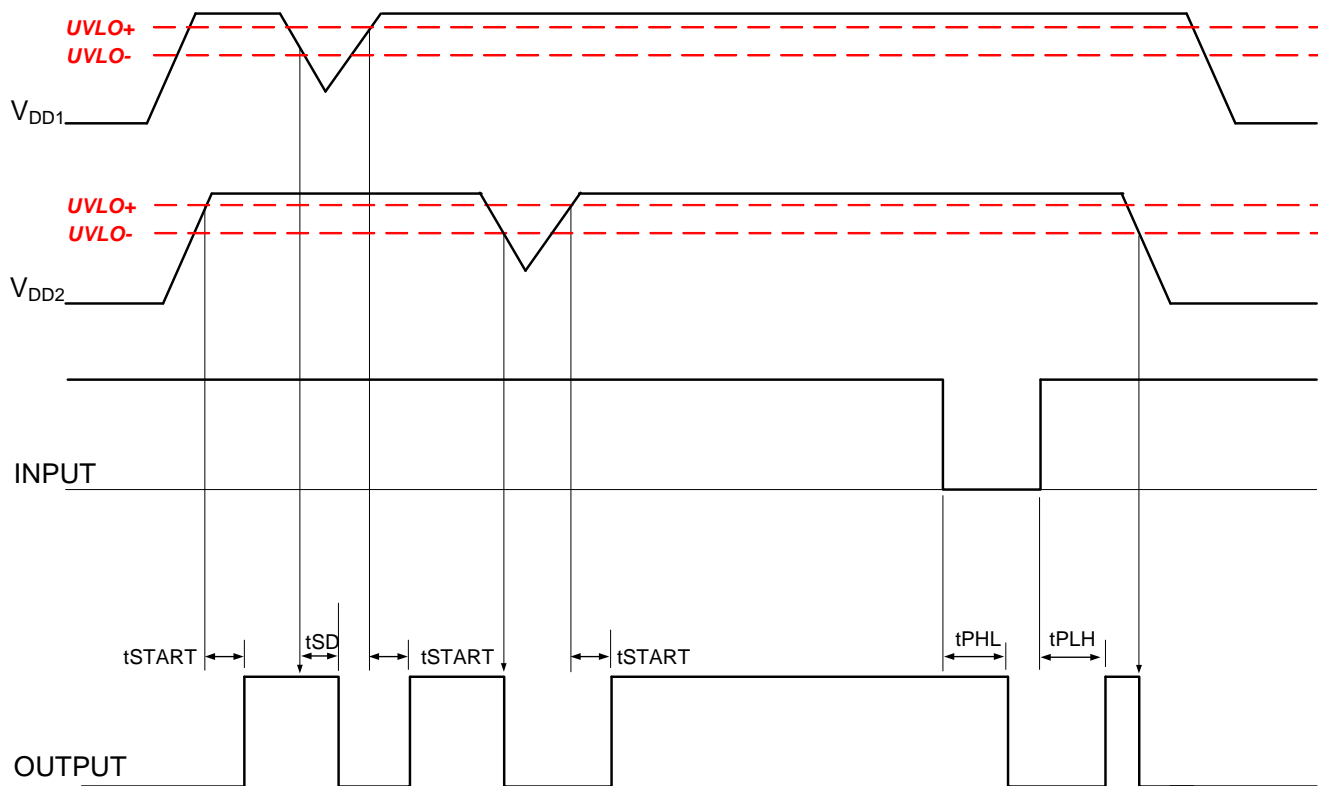 UVLO+
UVLO-
VDD1
UVLO+
UVLO-
VDD2
INPUT
tSTART
tSD
tSTART
tSTART
tPHL
tPLH
OUTPUT